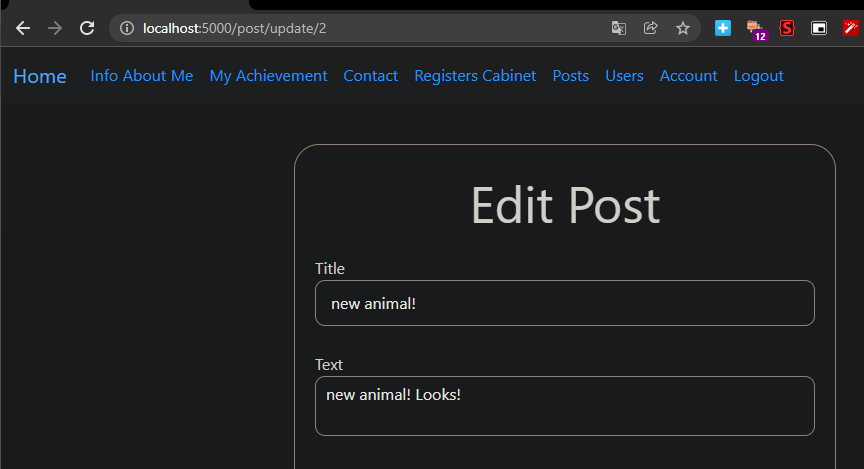 localhost:5000/post/update/2
12
S
Home Info About Me My Achievement Contact Registers Cabinet Posts Users Account Logout
Edit Post
Title
new animal!
Text
new animal! Looks!